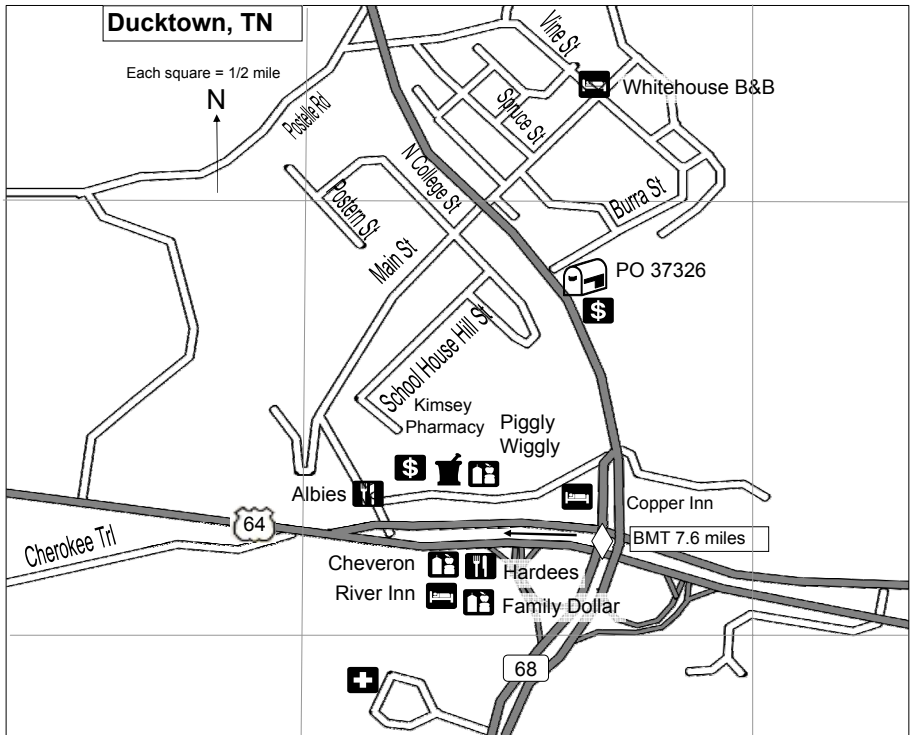 Ducktown, TN
Each square = 1/2 mile
N
Postelle Rd
Vine St
Whitehouse B&B
Spruce St
N College St
Postern St
Burra St
Main St
PO 37326
$
School House Hill St.
Kimsey
Pharmacy
Piggly
Wiggly
$
Albies
Copper Inn
64
BMT 7.6 miles
Cherokee Trl
Cheveron
Hardees
River Inn
Family Dollar
68